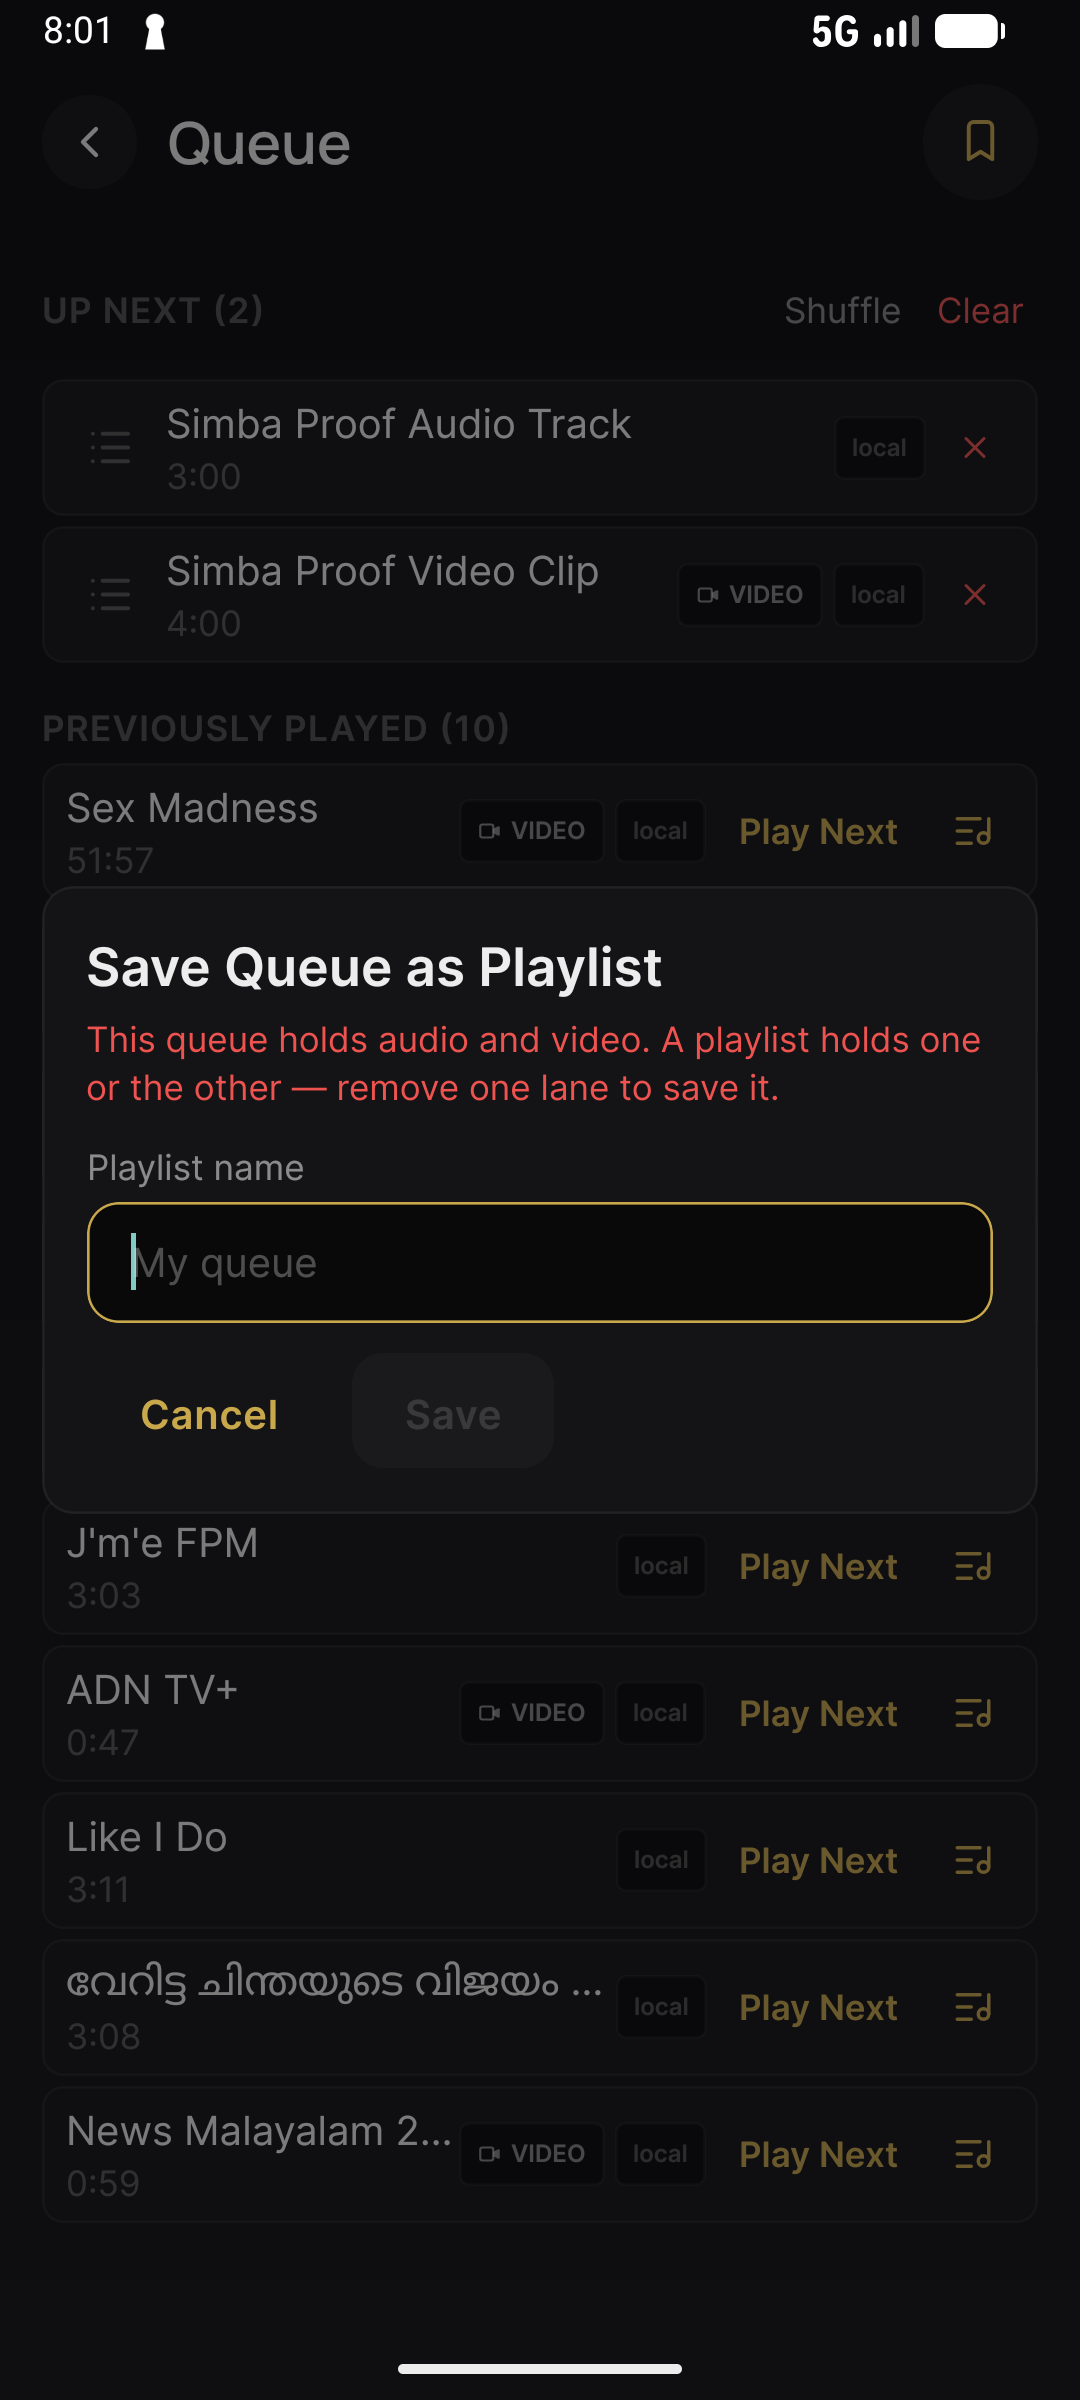 8:01
5G
Queue
UP NEXT (2)
Shuffle Clear
Simba Proof Audio Track
3:00
local
Simba Proof Video Clip
4:00
VIDEO local
PREVIOUSLY PLAYED (10)
Sex Madness
51:57
VIDEO local Play Next
Save Queue as Playlist
This queue holds audio and video. A playlist holds one
or the other — remove one lane to save it.
Playlist name
My queue
Cancel Save
J'm'e FPM
3:03
local Play Next
ADN TV+
0:47
VIDEO local Play Next
Like I Do
3:11
local Play Next
വേറിട്ട ചിന്തയുടെ വിജയം ...
3:08
local Play Next
News Malayalam 2...
0:59
VIDEO local Play Next